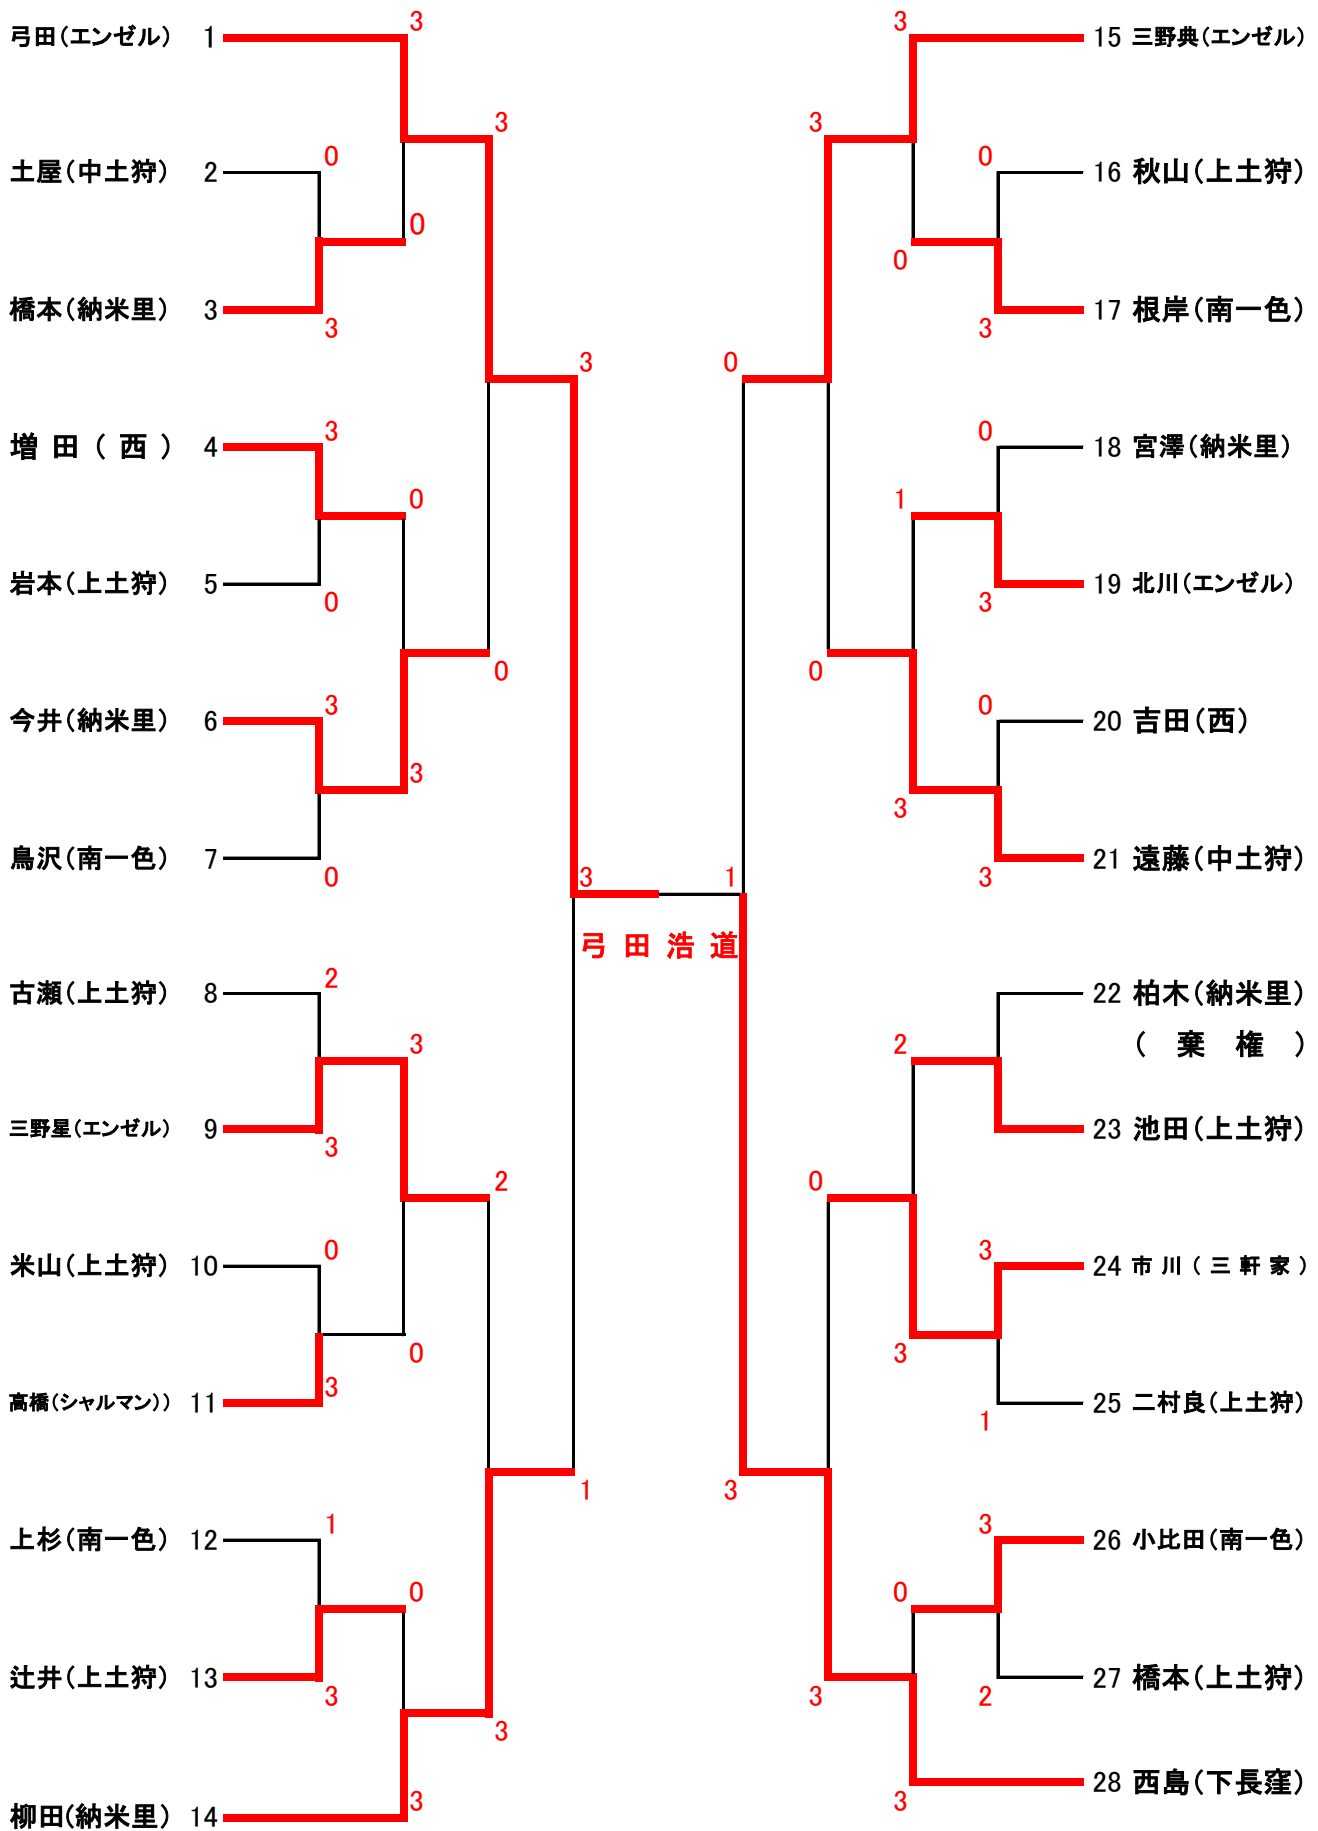 3
3
弓田(エンゼル) 1
15 三野典(エンゼル)
3
3
0
0
土屋(中土狩) 2
16 秋山(上土狩)
0
0
橋本(納米里) 3
17 根岸(南一色)
3
3
3
0
3
0
増田(西) 4
18 宮澤(納米里)
0
1
岩本(上土狩) 5
19 北川(エンゼル)
0
3
0
0
3
0
今井(納米里) 6
20 吉田(西)
3
3
鳥沢(南一色) 7
21 遠藤(中土狩)
0
3
1
3
弓田浩道
2
古瀬(上土狩) 8
22 柏木(納米里)
(棄権)
3
2
三野星(エンゼル) 9
23 池田(上土狩)
3
2
0
0
3
米山(上土狩) 10
24 市川(三軒家)
0
3
3
高橋(シャルマン)) 11
25 二村良(上土狩)
1
1
3
1
3
上杉(南一色) 12
26 小比田(南一色)
0
0
辻井(上土狩) 13
27 橋本(上土狩)
3
3
2
3
28 西島(下長窪)
3
3
柳田(納米里) 14